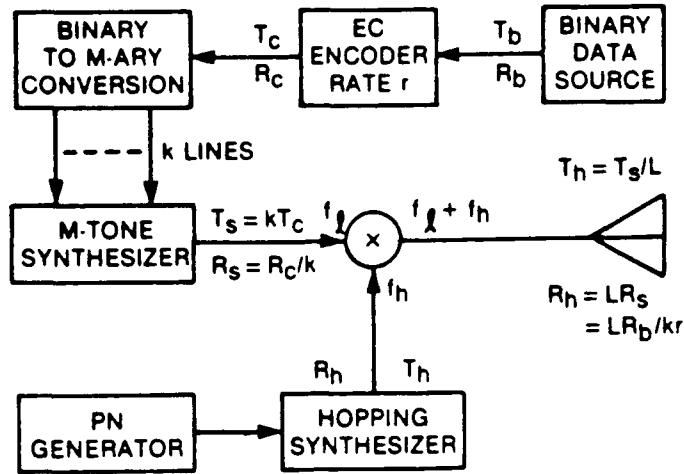 BINARY
TO M-ARY
CONVERSION
T_c
R_c
EC
ENCODER
RATE r
T_b
R_b
BINARY
DATA
SOURCE
k LINES
T_h = T_s/L
M-TONE
SYNTHESIZER
T_s = kT_c
R_s = R_c/k
f_ℓ
×
f_ℓ + f_h
f_h
R_h = LR_s
= LR_b/kr
R_h T_h
PN
GENERATOR
HOPPING
SYNTHESIZER